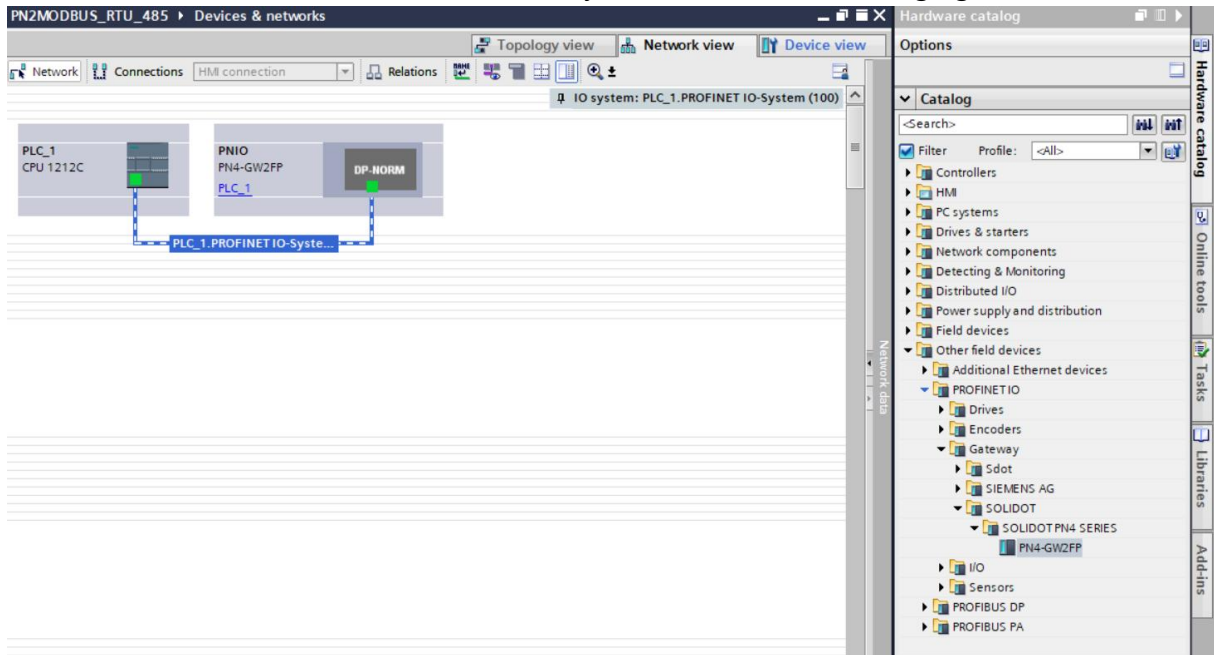 PN2MODBUS_RTU_485 ▸ Devices & networks
Topology view
Network view
Device view
Network
Connections
HMI connection
Relations
IO system: PLC_1.PROFINET IO-System (100)
PLC_1
CPU 1212C
PNIO
PN4-GW2FP
PLC_1
DP-NORM
PLC_1.PROFINET IO-Syste...
Network data
Hardware catalog
Options
Catalog
<Search>
Filter Profile: <All>
Controllers
HMI
PC systems
Drives & starters
Network components
Detecting & Monitoring
Distributed I/O
Power supply and distribution
Field devices
Other field devices
Additional Ethernet devices
PROFINET IO
Drives
Encoders
Gateway
Sdot
SIEMENS AG
SOLIDOT
SOLIDOT PN4 SERIES
PN4-GW2FP
I/O
Sensors
PROFIBUS DP
PROFIBUS PA
Hardware catalog
Online tools
Tasks
Libraries
Add-ins